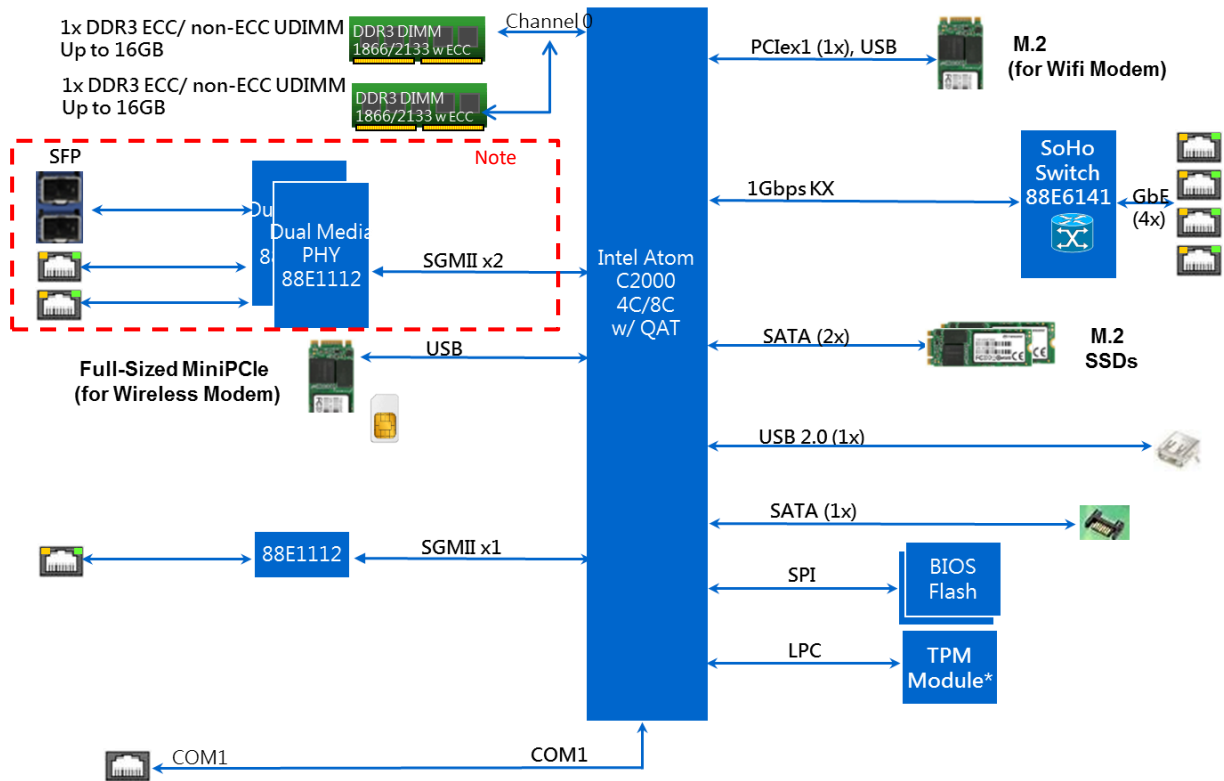 1x DDR3 ECC/ non-ECC UDIMM
Up to 16GB
DDR3 DIMM
1866/2133 w ECC
Channel 0
1x DDR3 ECC/ non-ECC UDIMM
Up to 16GB
DDR3 DIMM
1866/2133 w ECC
PCIex1 (1x), USB
M.2
(for Wifi Modem)
Note
SFP
Du
8
Dual Media
PHY
88E1112
SGMII x2
Intel Atom
C2000
4C/8C
w/ QAT
1Gbps KX
SoHo
Switch
88E6141
GbE
(4x)
Full-Sized MiniPCIe
(for Wireless Modem)
USB
SATA (2x)
M.2
SSDs
USB 2.0 (1x)
SATA (1x)
88E1112
SGMII x1
SPI
BIOS
Flash
LPC
TPM
Module*
COM1
COM1